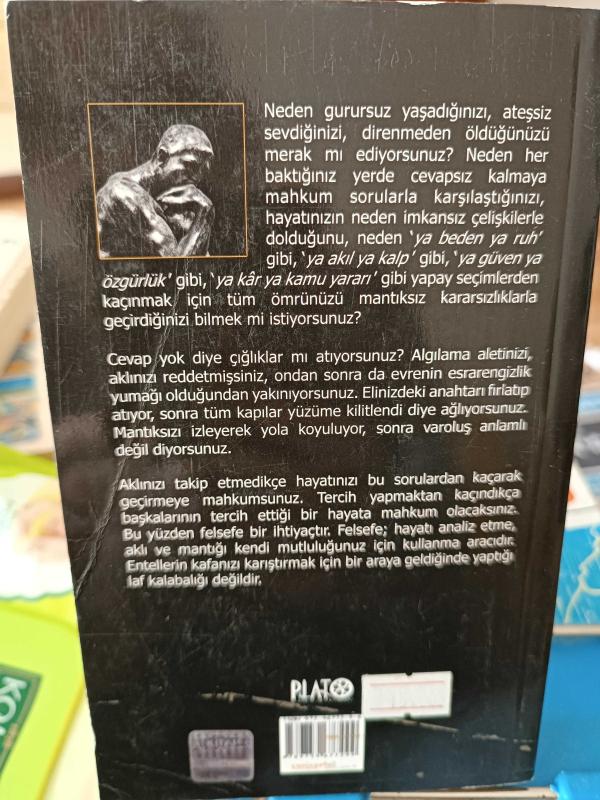 Neden gurursuz yaşadığınızı, ateşsiz
sevdiğinizi, direnmeden öldüğünüzü
merak mı ediyorsunuz? Neden her
baktığınız yerde cevapsız kalmaya
mahkum sorularla karşılaştığınızı,
hayatınızın neden imkansız çelişkilerle
dolduğunu, neden 'ya beden ya ruh'
gibi, 'ya akıl ya kalp' gibi, 'ya güven ya
özgürlük' gibi, 'ya kâr ya kamu yararı' gibi yapay seçimlerden
kaçınmak için tüm ömrünüzü mantıksız kararsızlıklarla
geçirdiğinizi bilmek mi istiyorsunuz?
Cevap yok diye çığlıklar mı atıyorsunuz? Algılama aletinizi,
aklınızı reddetmişsiniz, ondan sonra da evrenin esrarengizlik
yumağı olduğundan yakınıyorsunuz. Elinizdeki anahtarı fırlatıp
atıyor, sonra tüm kapılar yüzüme kilitlendi diye ağlıyorsunuz.
Mantıksızı izleyerek yola koyuluyor, sonra varoluş anlamlı
değil diyorsunuz.
Aklınızı takip etmedikçe hayatınızı bu sorulardan kaçarak
geçirmeye mahkumsunuz. Tercih yapmaktan kaçındıkça
başkalarının tercih ettiği bir hayata mahkum olacaksınız.
Bu yüzden felsefe bir ihtiyaçtır. Felsefe; hayatı analiz etme,
aklı ve mantığı kendi mutluluğunuz için kullanma aracıdır.
Entellerin kafanızı karıştırmak için bir araya geldiğinde yaptığı
laf kalabalığı değildir.
PLATO